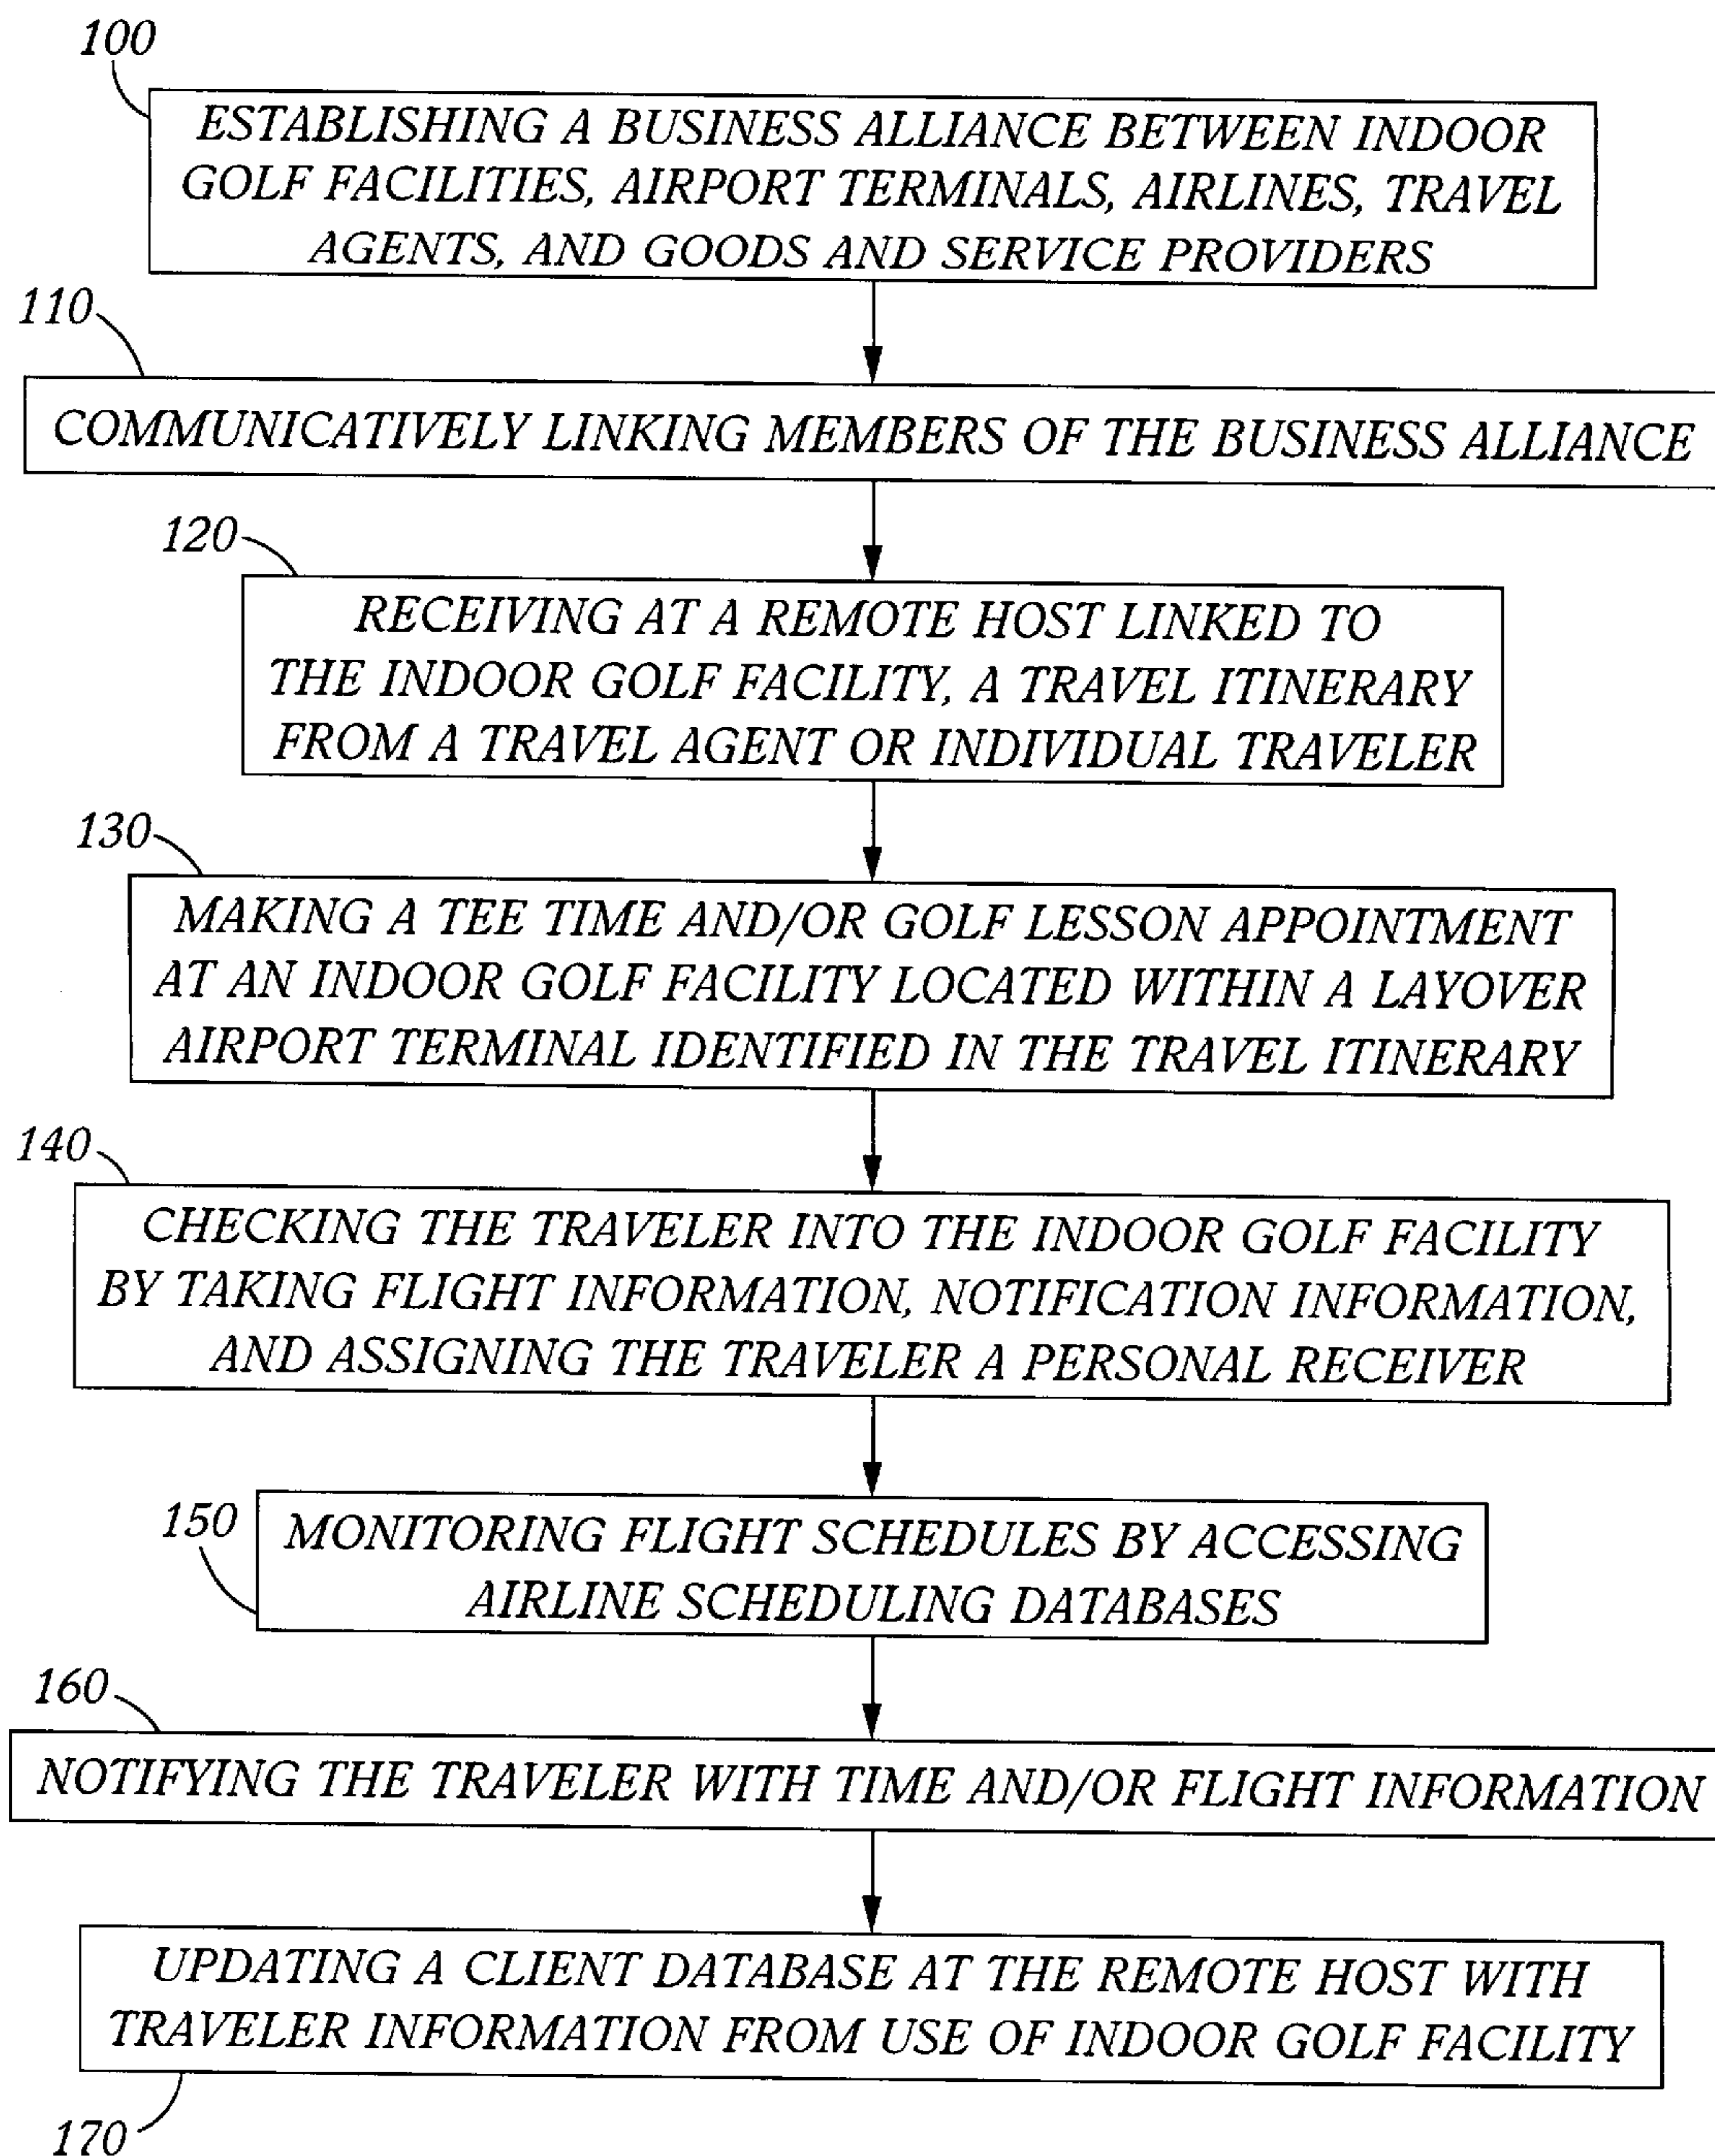 100
ESTABLISHING A BUSINESS ALLIANCE BETWEEN INDOOR
GOLF FACILITIES, AIRPORT TERMINALS, AIRLINES, TRAVEL
AGENTS, AND GOODS AND SERVICE PROVIDERS
110
COMMUNICATIVELY LINKING MEMBERS OF THE BUSINESS ALLIANCE
120
RECEIVING AT A REMOTE HOST LINKED TO
THE INDOOR GOLF FACILITY, A TRAVEL ITINERARY
FROM A TRAVEL AGENT OR INDIVIDUAL TRAVELER
130
MAKING A TEE TIME AND/OR GOLF LESSON APPOINTMENT
AT AN INDOOR GOLF FACILITY LOCATED WITHIN A LAYOVER
AIRPORT TERMINAL IDENTIFIED IN THE TRAVEL ITINERARY
140
CHECKING THE TRAVELER INTO THE INDOOR GOLF FACILITY
BY TAKING FLIGHT INFORMATION, NOTIFICATION INFORMATION,
AND ASSIGNING THE TRAVELER A PERSONAL RECEIVER
150
MONITORING FLIGHT SCHEDULES BY ACCESSING
AIRLINE SCHEDULING DATABASES
160
NOTIFYING THE TRAVELER WITH TIME AND/OR FLIGHT INFORMATION
UPDATING A CLIENT DATABASE AT THE REMOTE HOST WITH
TRAVELER INFORMATION FROM USE OF INDOOR GOLF FACILITY
170